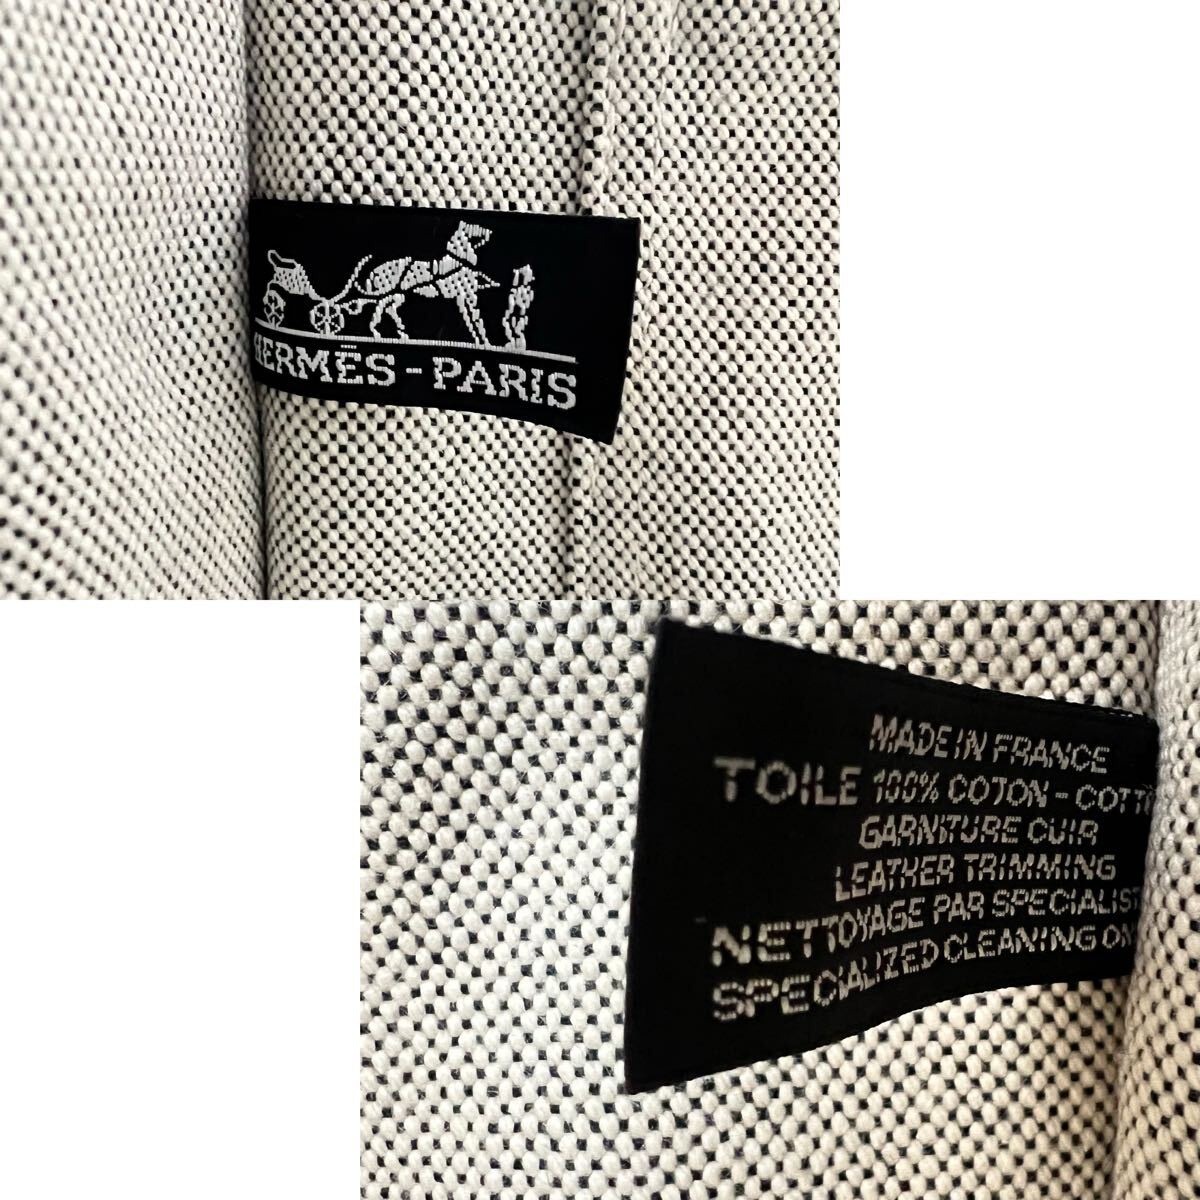 HERMÈS-PARIS
MADE IN FRANCE
TOILE 100% COTON - COTT
GARNITURE CUIR
LEATHER TRIMMING
NETTOYAGE PAR SPECIALIST
SPECIALIZED CLEANING ON